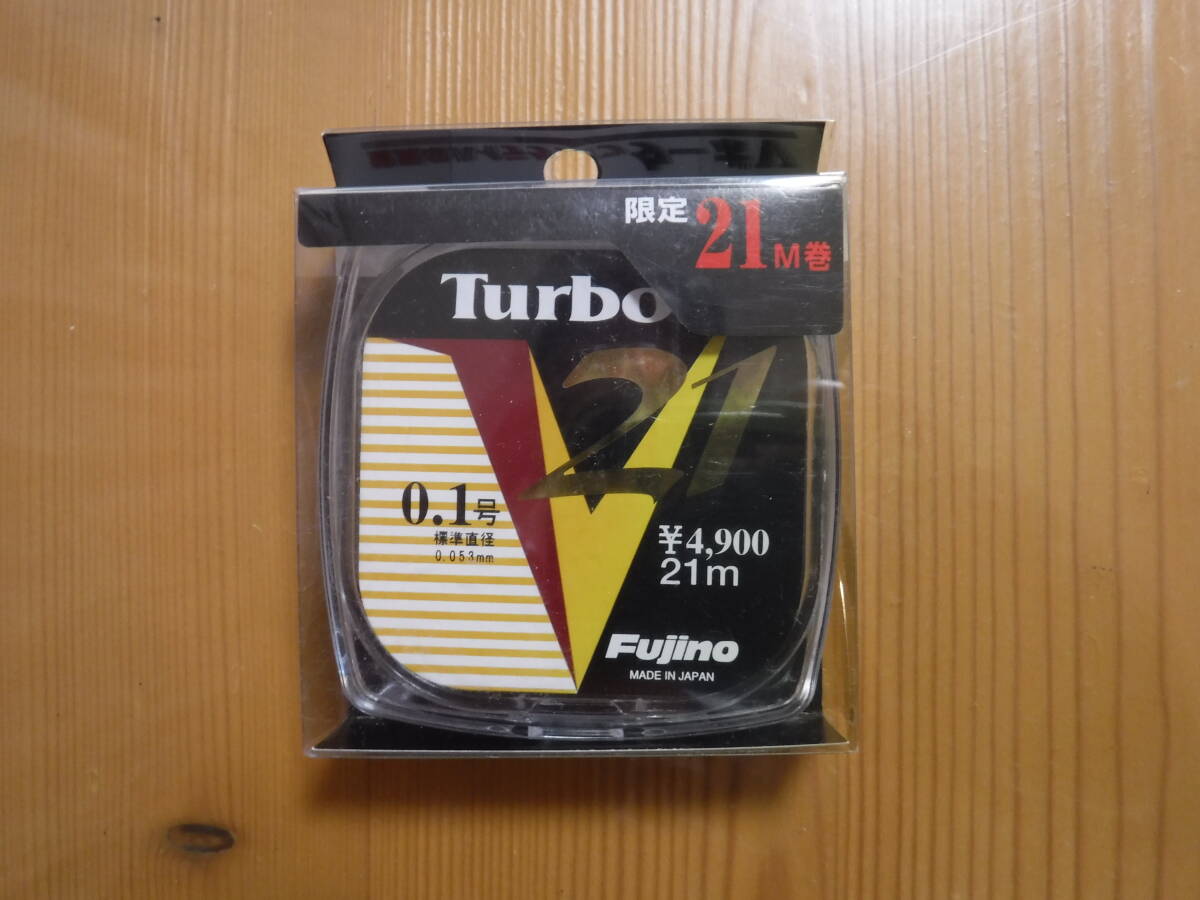 限定 21M巻
Turbo
V21
0.1号
標準直径
0.053mm
¥4,900
21m
Fujino
MADE IN JAPAN